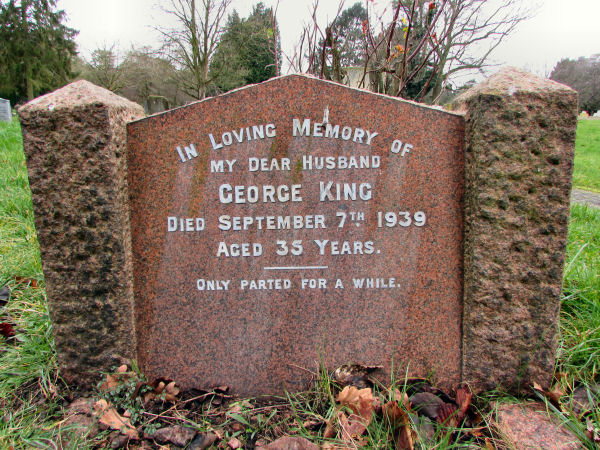 In Loving Memory of
my Dear Husband
George King
Died September 7th. 1939
Aged 35 Years.
Only parted for a while.